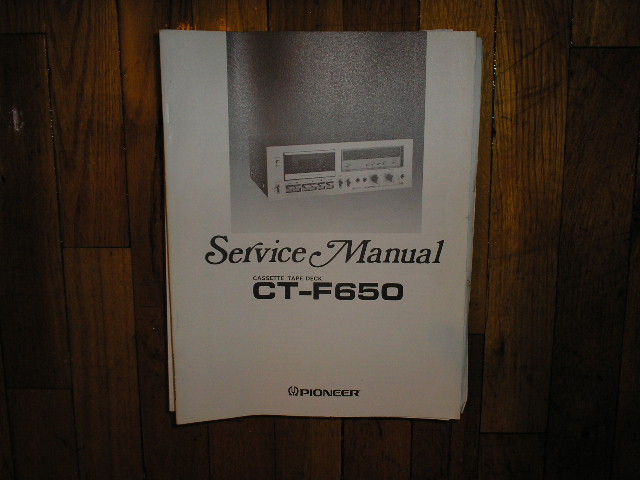 Service Manual
CASSETTE TAPE DECK
CT-F650
PIONEER